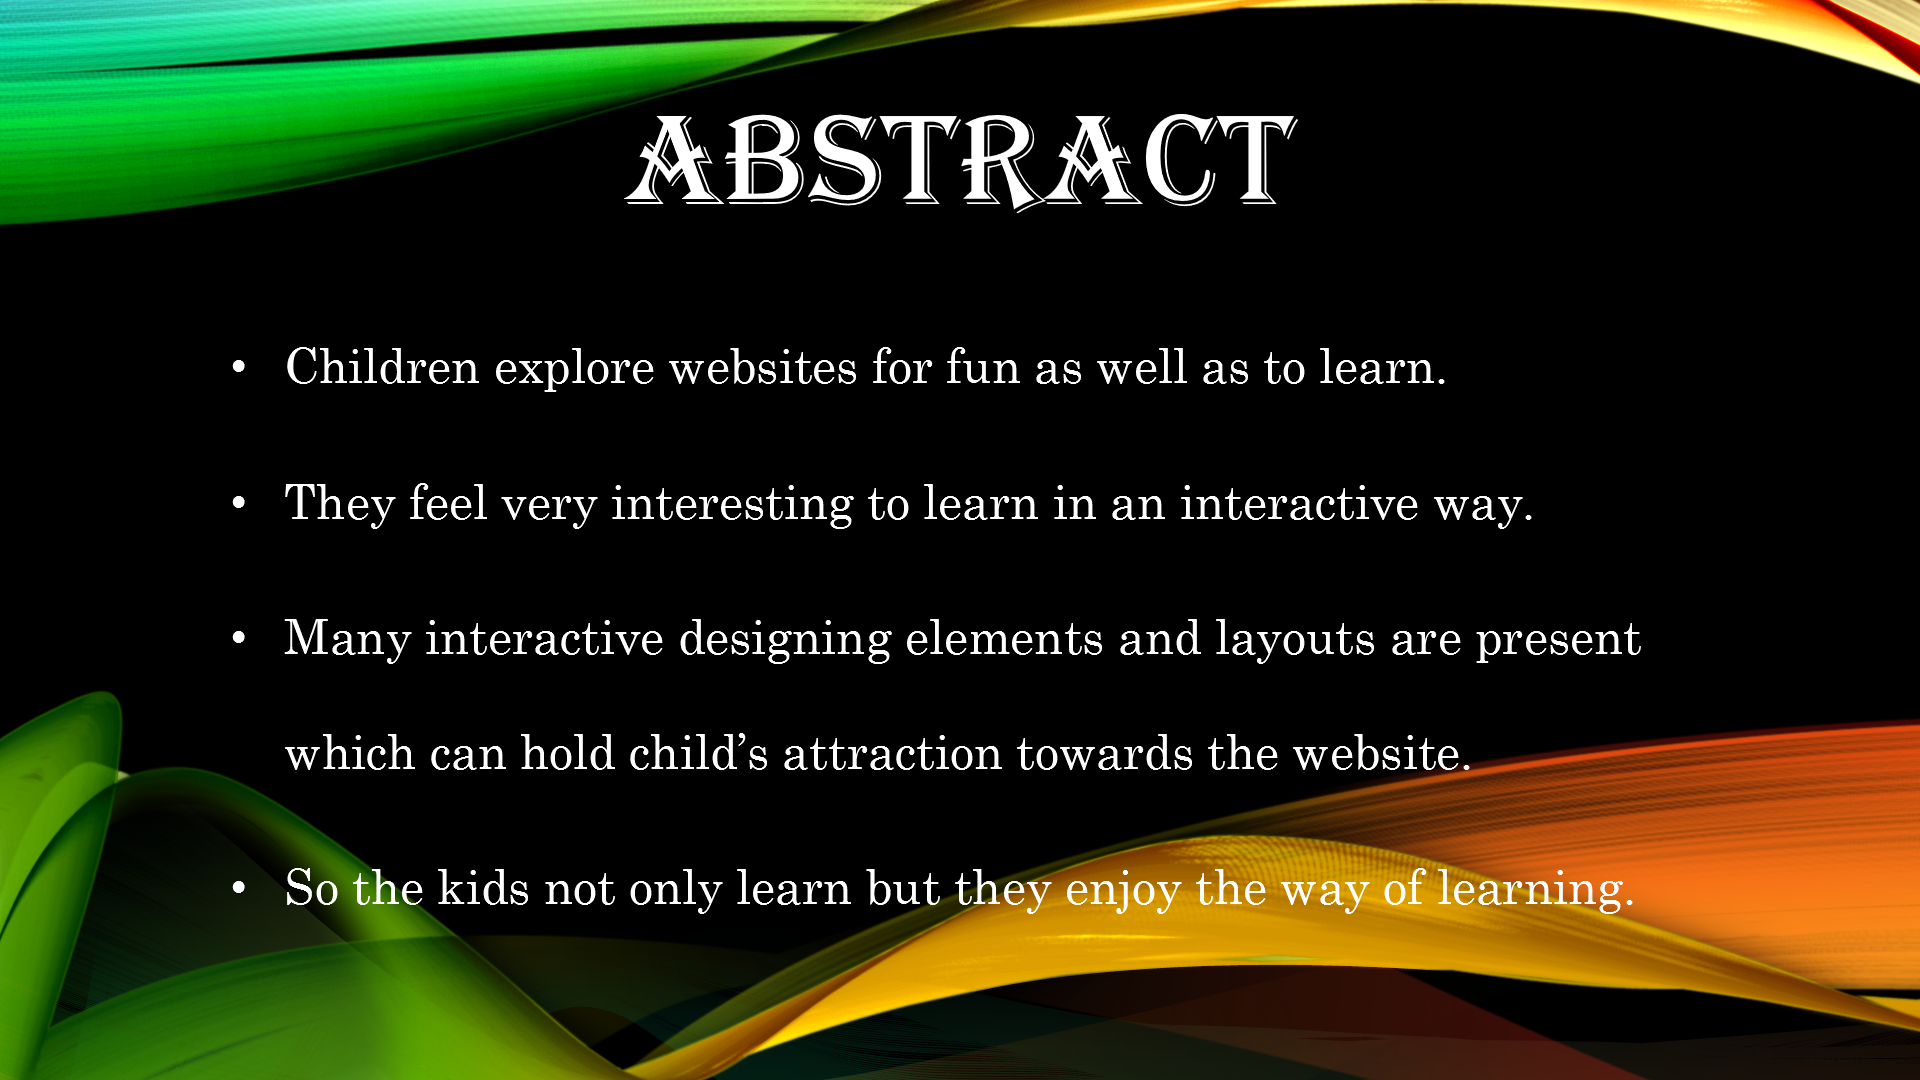 ABSTRACT
• Children explore websites for fun as well as to learn.
• They feel very interesting to learn in an interactive way.
• Many interactive designing elements and layouts are present
which can hold child’s attraction towards the website.
• So the kids not only learn but they enjoy the way of learning.